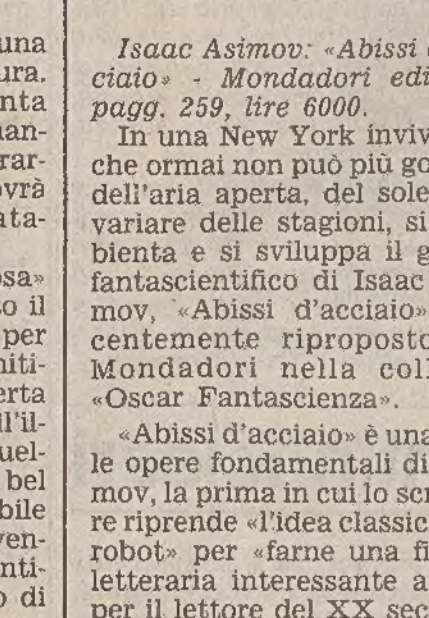 una
ura.
nta
nan-
rar-
ovrà
ata-
osa»
o il
per
niti-
erta
ll'il-
uel-
bel
bile
ven-
nti-
o di
Isaac Asimov: «Abissi
ciaio» - Mondadori edi
pagg. 259, lire 6000.
In una New York inviv
che ormai non può più go
dell'aria aperta, del sole
variare delle stagioni, si
bienta e si sviluppa il g
fantascientifico di Isaac
mov, «Abissi d'acciaio»
centemente riproposto
Mondadori nella coll
«Oscar Fantascienza».
«Abissi d'acciaio» è una
le opere fondamentali di
mov, la prima in cui lo scr
re riprende «l'idea classic
robot» per «farne una fi
letteraria interessante a
per il lettore del XX sec